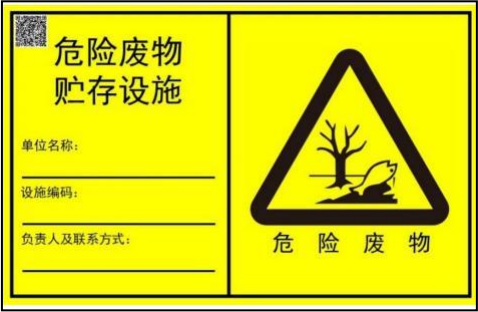 危险废物
贮存设施
单位名称：
设施编码：
负责人及联系方式：
危险废物